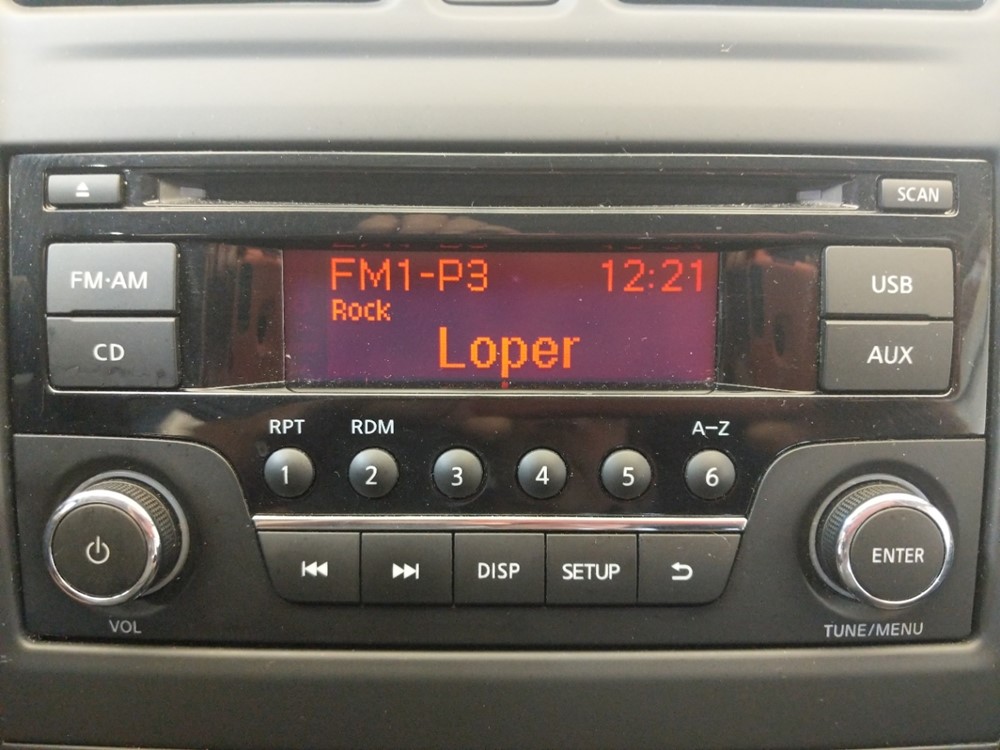 SCAN
FM·AM
CD
FM1-P3 12:21
Rock
Loper
USB
AUX
RPT RDM A-Z
1 2 3 4 5 6
DISP SETUP
ENTER
VOL
TUNE/MENU